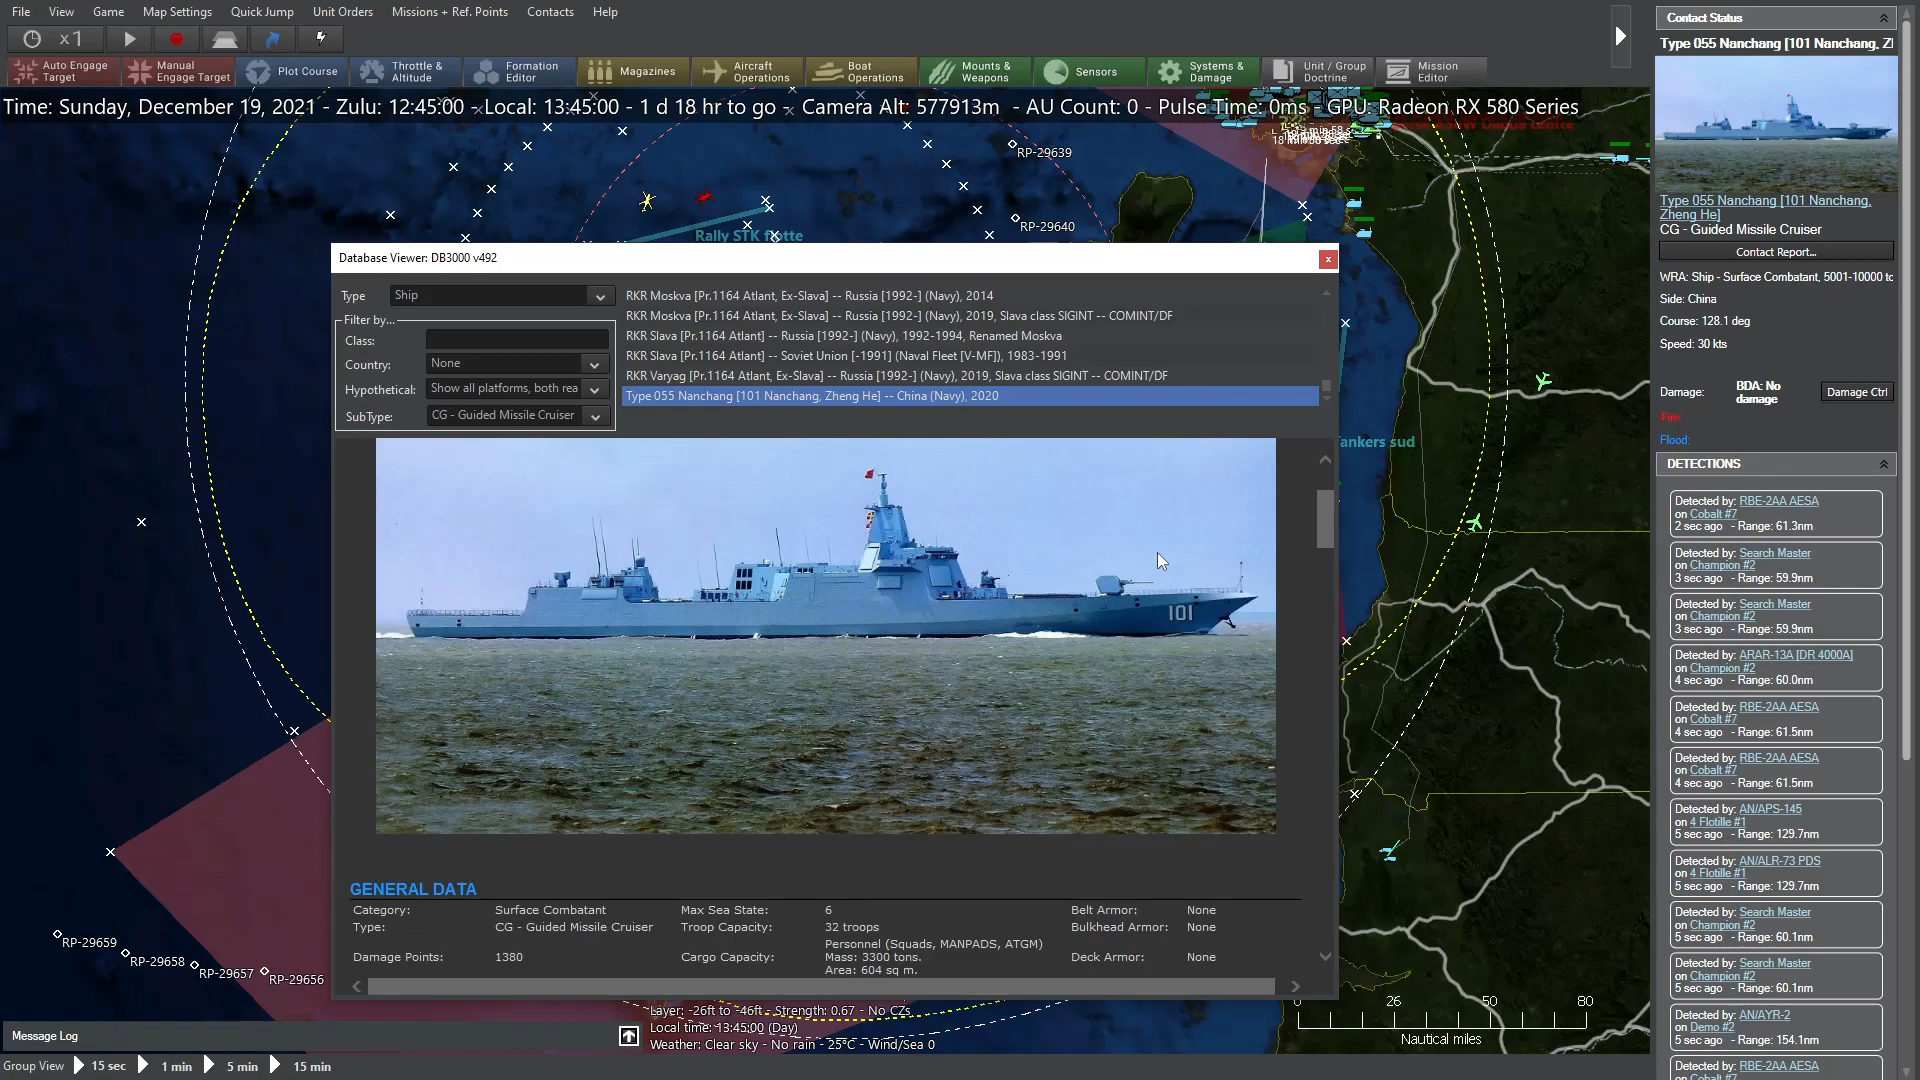 File View Game Map Settings Quick Jump Unit Orders Missions + Ref. Points Contacts Help
x1
Auto Engage Target
Manual Engage Target
Plot Course
Throttle & Altitude
Formation Editor
Magazines
Aircraft Operations
Boat Operations
Mounts & Weapons
Sensors
Systems & Damage
Unit / Group Doctrine
Mission Editor
Time: Sunday, December 19, 2021 - Zulu: 12:45:00 - Local: 13:45:00 - 1 d 18 hr to go - Camera Alt: 577913m - AU Count: 0 - Pulse Time: 0ms - GPU: Radeon RX 580 Series
RP-29639
RP-29640
Rally STK flotte
Database Viewer: DB3000 v492
x
Type Ship
Filter by...
Class:
Country: None
Hypothetical: Show all platforms, both rea
SubType: CG - Guided Missile Cruiser
RKR Moskva [Pr.1164 Atlant, Ex-Slava] -- Russia [1992-] (Navy), 2014
RKR Moskva [Pr.1164 Atlant, Ex-Slava] -- Russia [1992-] (Navy), 2019, Slava class SIGINT -- COMINT/DF
RKR Slava [Pr.1164 Atlant] -- Russia [1992-] (Navy), 1992-1994, Renamed Moskva
RKR Slava [Pr.1164 Atlant] -- Soviet Union [-1991] (Naval Fleet [V-MF]), 1983-1991
RKR Varyag [Pr.1164 Atlant, Ex-Slava] -- Russia [1992-] (Navy), 2019, Slava class SIGINT -- COMINT/DF
Type 055 Nanchang [101 Nanchang, Zheng He] -- China (Navy), 2020
101
GENERAL DATA
Category: Surface Combatant Max Sea State: 6 Belt Armor: None
Type: CG - Guided Missile Cruiser Troop Capacity: 32 troops Bulkhead Armor: None
Personnel (Squads, MANPADS, ATGM)
Damage Points: 1380 Cargo Capacity: Mass: 3300 tons. Deck Armor: None
Area: 604 sq m.
ankers sud
RP-29659
RP-29658
RP-29657
RP-29656
Layer: -26ft to -46ft - Strength: 0.67 - No CZs
Local time: 13:45:00 (Day)
Weather: Clear sky - No rain - 25°C - Wind/Sea 0
0 26 50 80
Nautical miles
Message Log
Group View 15 sec 1 min 5 min 15 min
Contact Status
Type 055 Nanchang [101 Nanchang, Zl
Type 055 Nanchang [101 Nanchang,
Zheng He]
CG - Guided Missile Cruiser
Contact Report...
WRA: Ship - Surface Combatant, 5001-10000 tc
Side: China
Course: 128.1 deg
Speed: 30 kts
Damage: BDA: No damage Damage Ctrl
Fire:
Flood:
DETECTIONS
Detected by: RBE-2AA AESA
on Cobalt #7
2 sec ago - Range: 61.3nm
Detected by: Search Master
on Champion #2
3 sec ago - Range: 59.9nm
Detected by: Search Master
on Champion #2
3 sec ago - Range: 59.9nm
Detected by: ARAR-13A [DR 4000A]
on Champion #2
4 sec ago - Range: 60.0nm
Detected by: RBE-2AA AESA
on Cobalt #7
4 sec ago - Range: 61.5nm
Detected by: RBE-2AA AESA
on Cobalt #7
4 sec ago - Range: 61.5nm
Detected by: AN/APS-145
on 4 Flotille #1
5 sec ago - Range: 129.7nm
Detected by: AN/ALR-73 PDS
on 4 Flotille #1
5 sec ago - Range: 129.7nm
Detected by: Search Master
on Champion #2
5 sec ago - Range: 60.1nm
Detected by: Search Master
on Champion #2
5 sec ago - Range: 60.1nm
Detected by: AN/AYR-2
on Demo #2
5 sec ago - Range: 154.1nm
Detected by: RBE-2AA AESA
on Cobalt #7